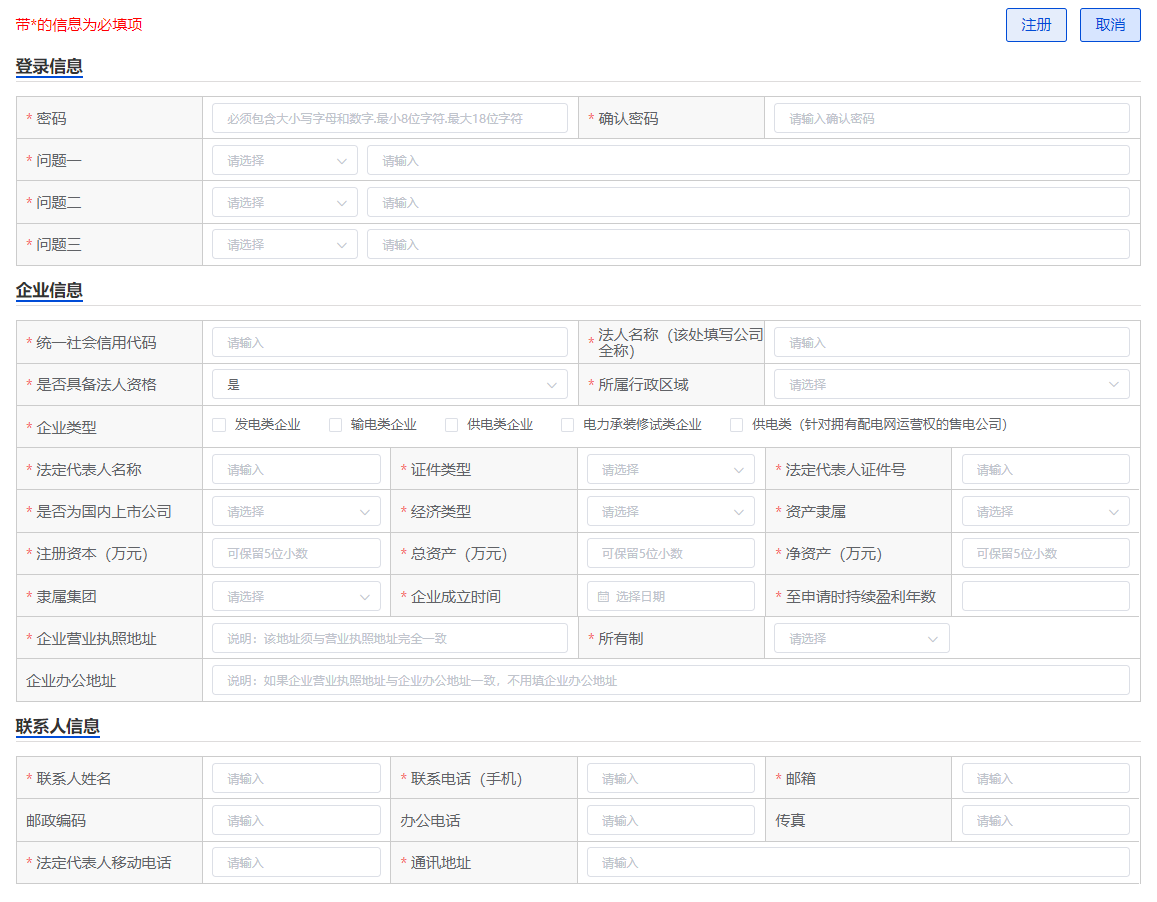 带*的信息为必填项 注册 取消
登录信息
* 密码 必须包含大小写字母和数字,最小8位字符,最大18位字符 * 确认密码 请输入确认密码
* 问题一 请选择 请输入
* 问题二 请选择 请输入
* 问题三 请选择 请输入
企业信息
* 统一社会信用代码 请输入 * 法人名称（该处填写公司
全称） 请输入
* 是否具备法人资格 是 * 所属行政区域 请选择
* 企业类型 发电类企业 输电类企业 供电类企业 电力承装修试类企业 供电类（针对拥有配电网运营权的售电公司）
* 法定代表人名称 请输入 * 证件类型 请选择 * 法定代表人证件号 请输入
* 是否为国内上市公司 请选择 * 经济类型 请选择 * 资产隶属 请选择
* 注册资本（万元） 可保留5位小数 * 总资产（万元） 可保留5位小数 * 净资产（万元） 可保留5位小数
* 隶属集团 请选择 * 企业成立时间 选择日期 * 至申请时持续盈利年数
* 企业营业执照地址 说明：该地址须与营业执照地址完全一致 * 所有制 请选择
企业办公地址 说明：如果企业营业执照地址与企业办公地址一致，不用填企业办公地址
联系人信息
* 联系人姓名 请输入 * 联系电话（手机） 请输入 * 邮箱 请输入
邮政编码 请输入 办公电话 请输入 传真 请输入
* 法定代表人移动电话 请输入 * 通讯地址 请输入